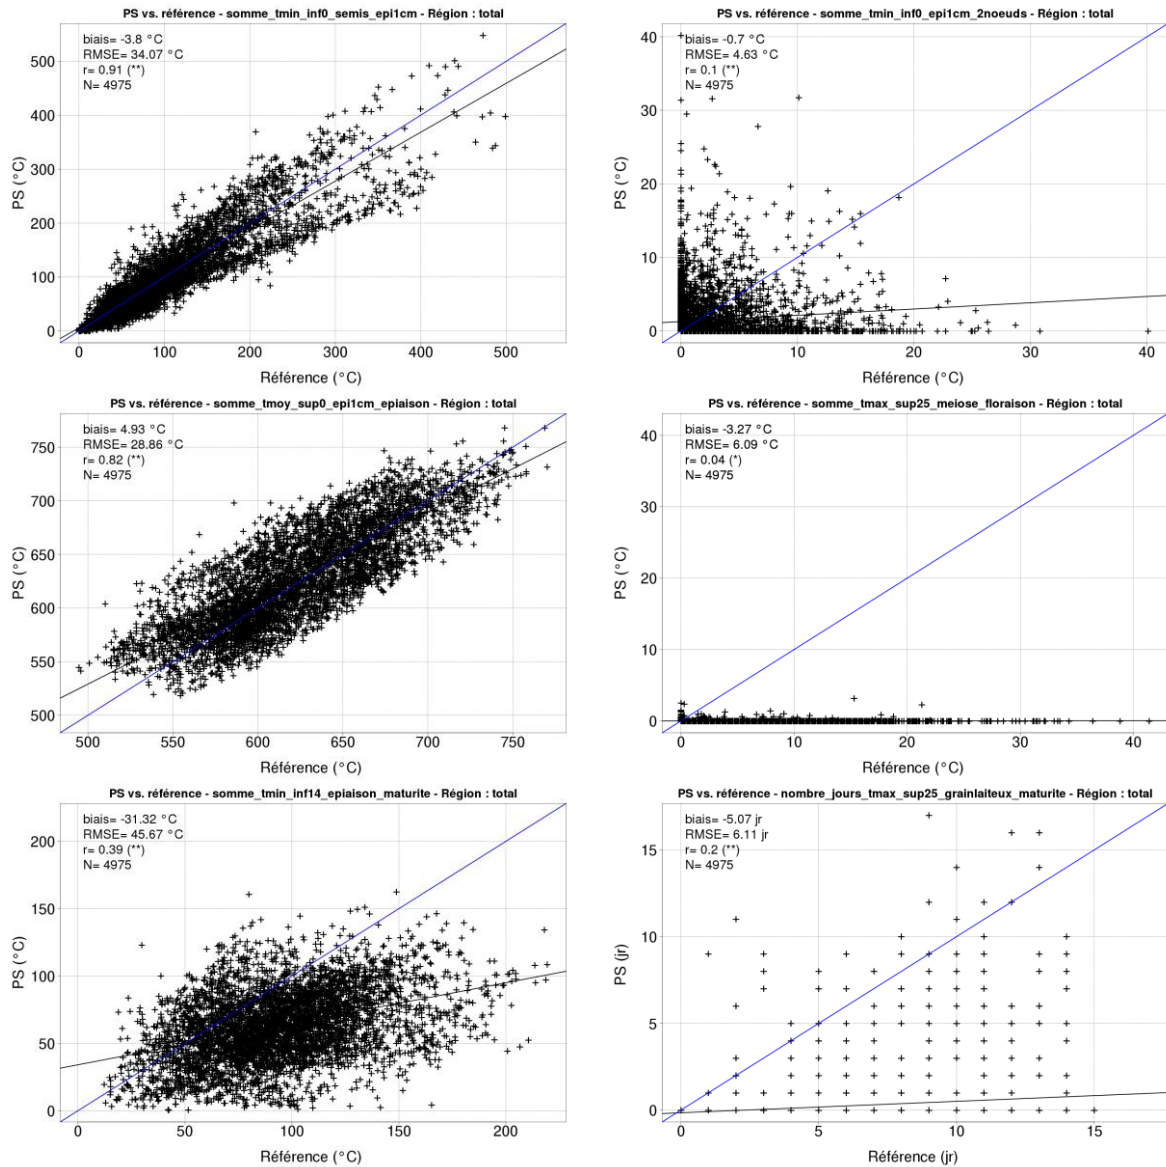 PS vs. référence - somme_tmin_inf0_semis_epi1cm - Région : total
biais= -3.8 °C
RMSE= 34.07 °C
r= 0.91 (**)
N= 4975
500
400
300
200
100
0
PS (°C)
0 100 200 300 400 500
Référence (°C)
PS vs. référence - somme_tmin_inf0_epi1cm_2noeuds - Région : total
biais= -0.7 °C
RMSE= 4.63 °C
r= 0.1 (**)
N= 4975
40
30
20
10
0
PS (°C)
0 10 20 30 40
Référence (°C)
PS vs. référence - somme_tmoy_sup0_epi1cm_epiaison - Région : total
biais= 4.93 °C
RMSE= 28.86 °C
r= 0.82 (**)
N= 4975
750
700
650
600
550
500
PS (°C)
500 550 600 650 700 750
Référence (°C)
PS vs. référence - somme_tmax_sup25_meiose_floraison - Région : total
biais= -3.27 °C
RMSE= 6.09 °C
r= 0.04 (*)
N= 4975
40
30
20
10
0
PS (°C)
0 10 20 30 40
Référence (°C)
PS vs. référence - somme_tmin_inf14_epiaison_maturite - Région : total
biais= -31.32 °C
RMSE= 45.67 °C
r= 0.39 (**)
N= 4975
200
150
100
50
0
PS (°C)
0 50 100 150 200
Référence (°C)
PS vs. référence - nombre_jours_tmax_sup25_grainlaiteux_maturite - Région : total
biais= -5.07 jr
RMSE= 6.11 jr
r= 0.2 (**)
N= 4975
15
10
5
0
PS (jr)
0 5 10 15
Référence (jr)